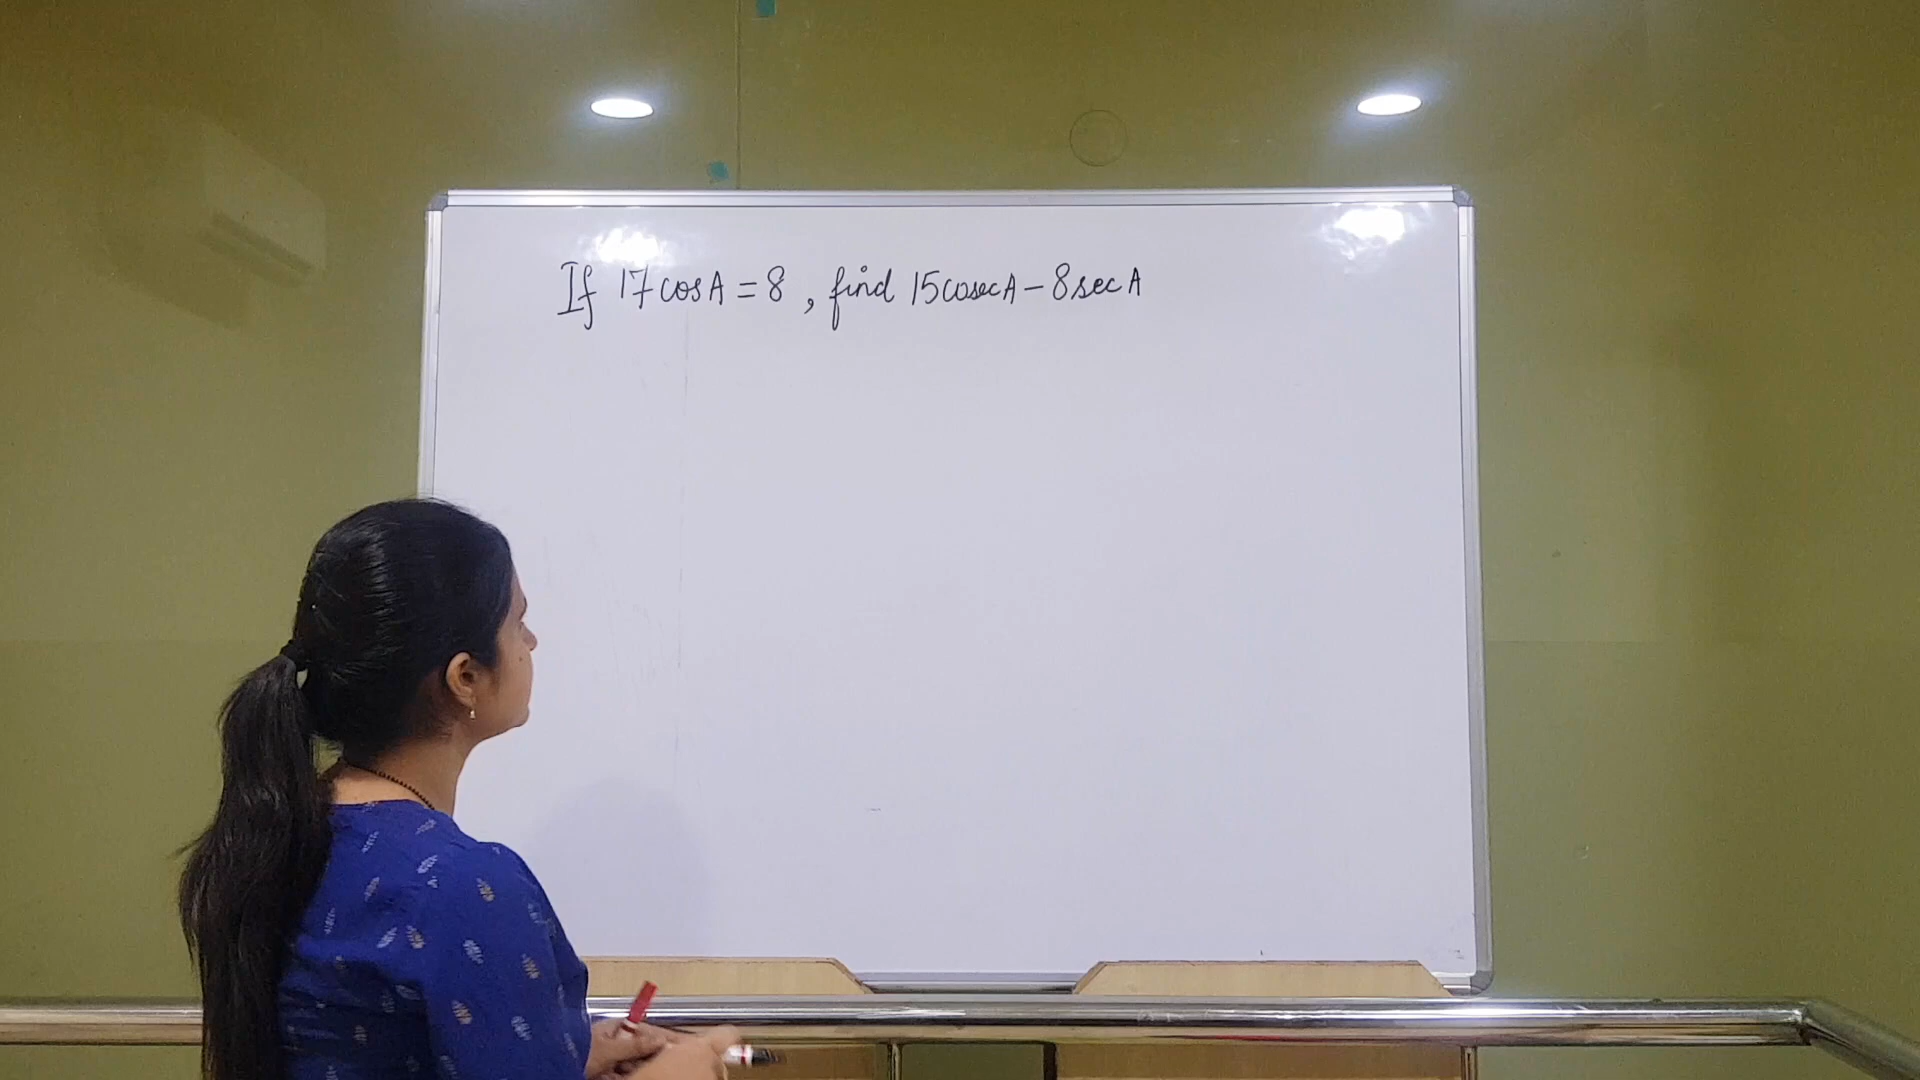 If 17 cos A = 8 , find 15 cosec A - 8 sec A